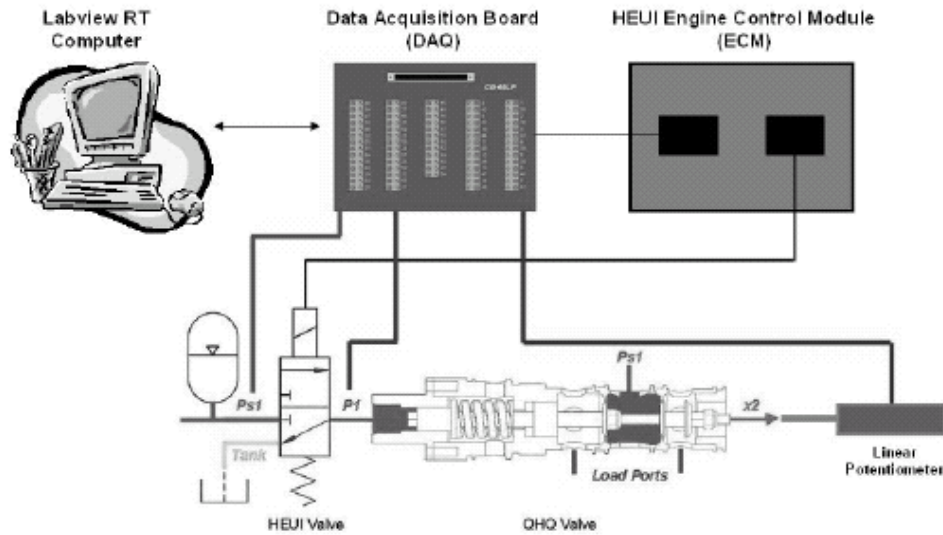 Labview RT
Computer
Data Acquisition Board
(DAQ)
HEUI Engine Control Module
(ECM)
Ps1
P1
Ps1
x2
Tank
Load Ports
Linear
Potentiometer
HEUI Valve
QHQ Valve